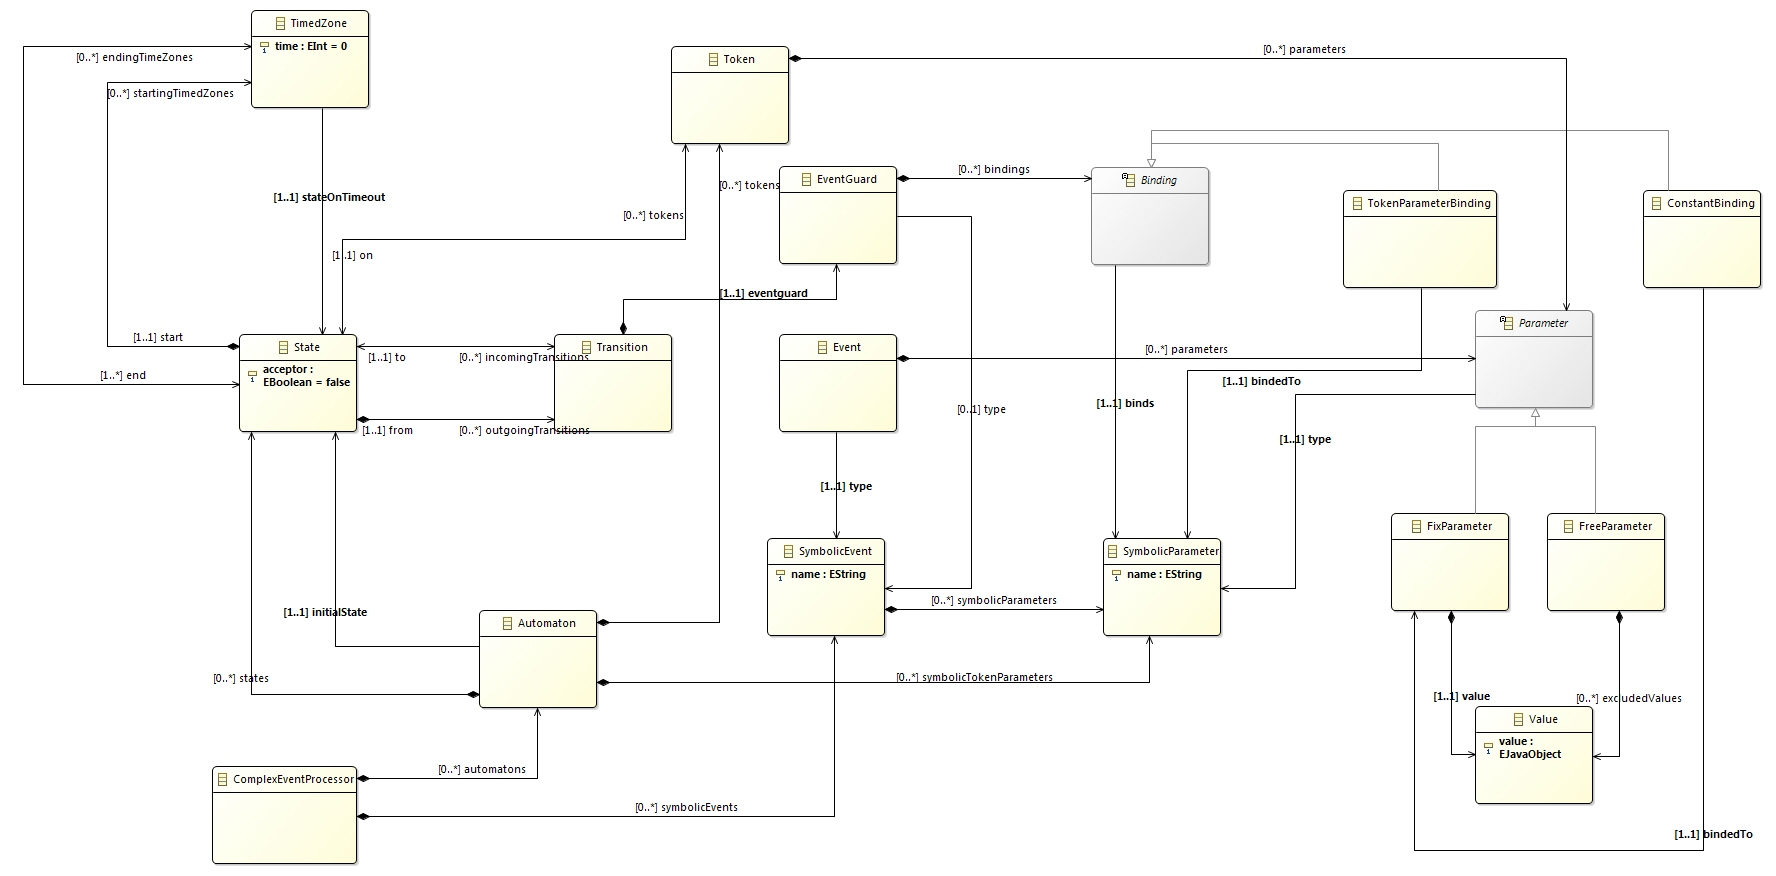 TimedZone
time : EInt = 0
[0..*] endingTimeZones
[0..*] startingTimedZones
Token
[0..*] parameters
[1..1] stateOnTimeout
[0..*] tokens
[0..*] tokens
[1..1] on
EventGuard
[0..*] bindings
Binding
TokenParameterBinding
ConstantBinding
[1..1] eventguard
Parameter
[1..1] start
[1..*] end
State
acceptor :
EBoolean = false
[1..1] to
[0..*] incomingTransitions
Transition
[1..1] from
[0..*] outgoingTransitions
Event
[0..*] parameters
[1..1] bindedTo
[1..1] binds
[0..1] type
[1..1] type
[1..1] type
SymbolicEvent
name : EString
[0..*] symbolicParameters
SymbolicParameter
name : EString
FixParameter
FreeParameter
[1..1] initialState
Automaton
[0..*] states
[0..*] symbolicTokenParameters
[1..1] value
[0..*] excludedValues
Value
value :
EJavaObject
ComplexEventProcessor
[0..*] automatons
[0..*] symbolicEvents
[1..1] bindedTo